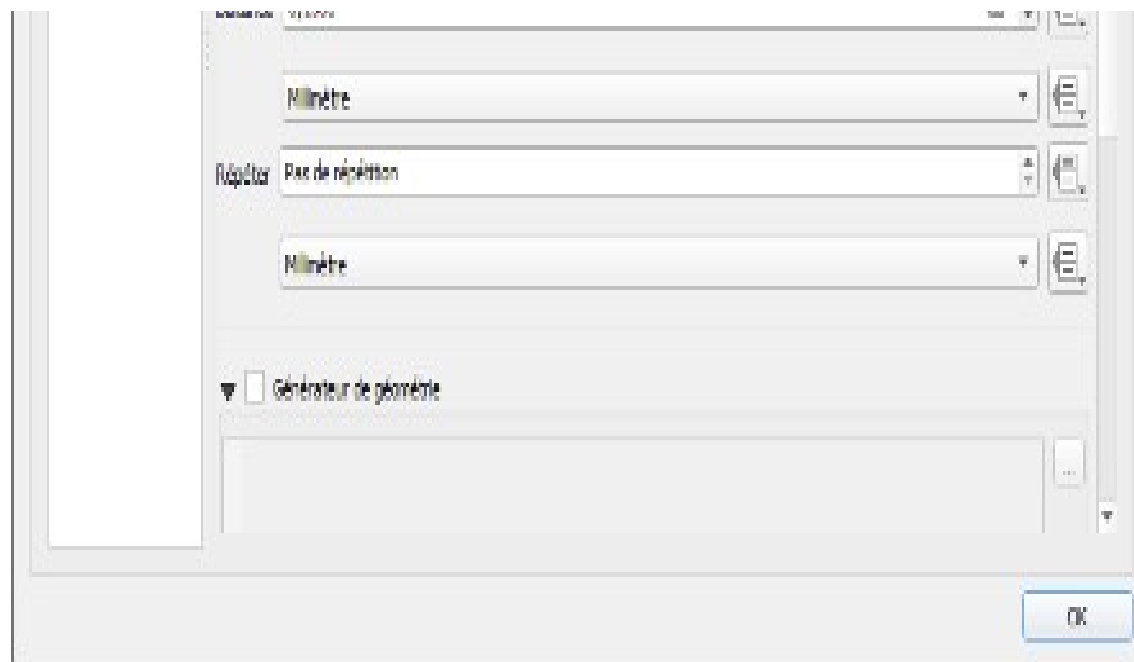 Millimètre
Répéter Pas de répétition
Millimètre
Générateur de géométrie
...
OK